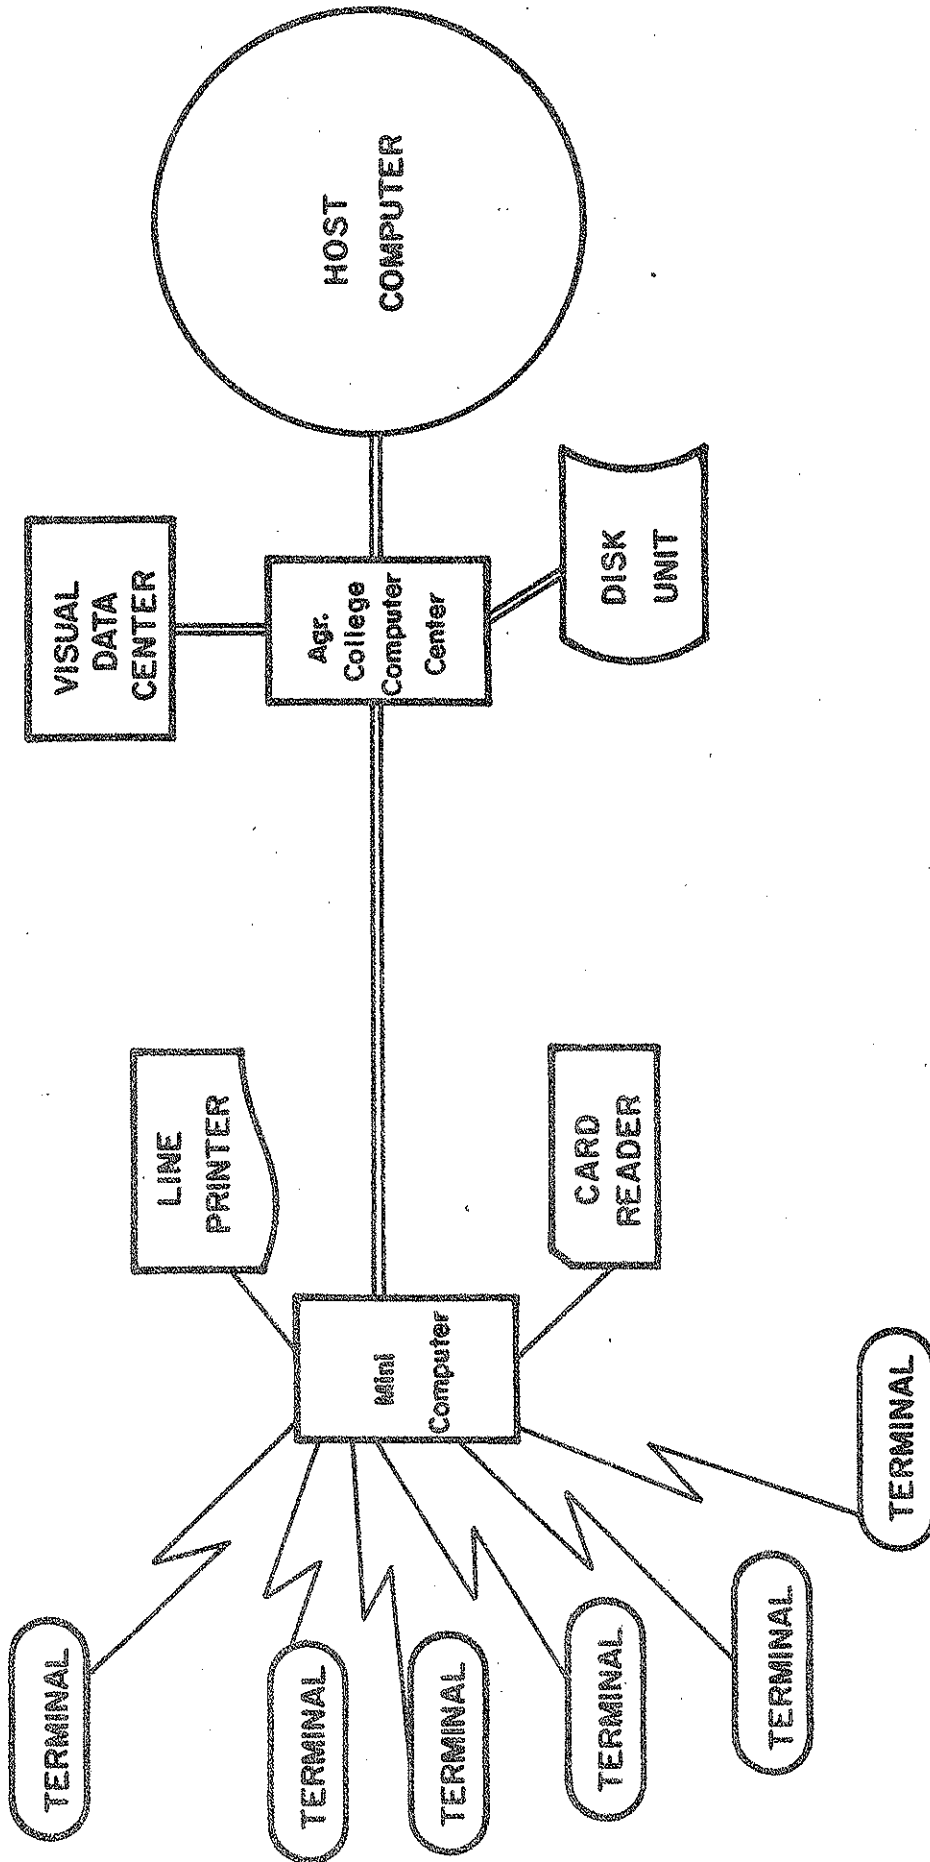 HOST
COMPUTER
VISUAL
DATA
CENTER
Agr.
College
Computer
Center
DISK
UNIT
LINE
PRINTER
Mini
Computer
CARD
READER
TERMINAL
TERMINAL
TERMINAL
TERMINAL
TERMINAL
TERMINAL